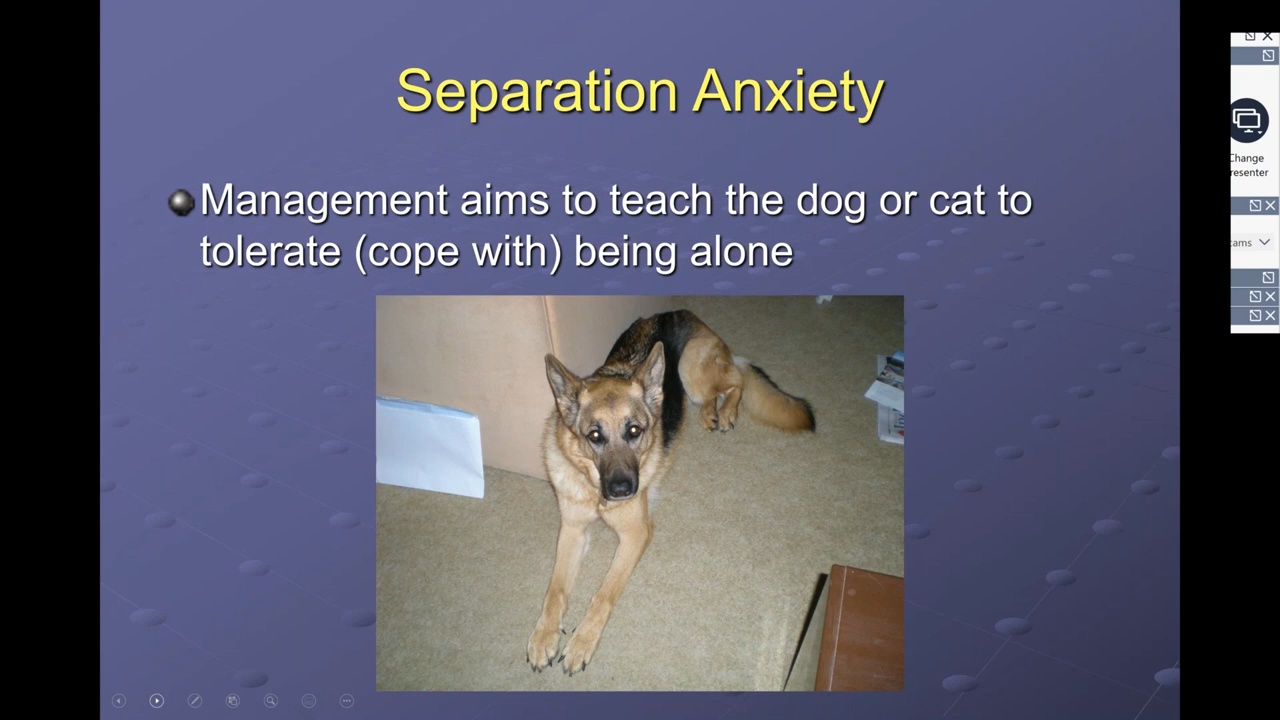 Separation Anxiety
Management aims to teach the dog or cat to
tolerate (cope with) being alone
Change
resenter
ams